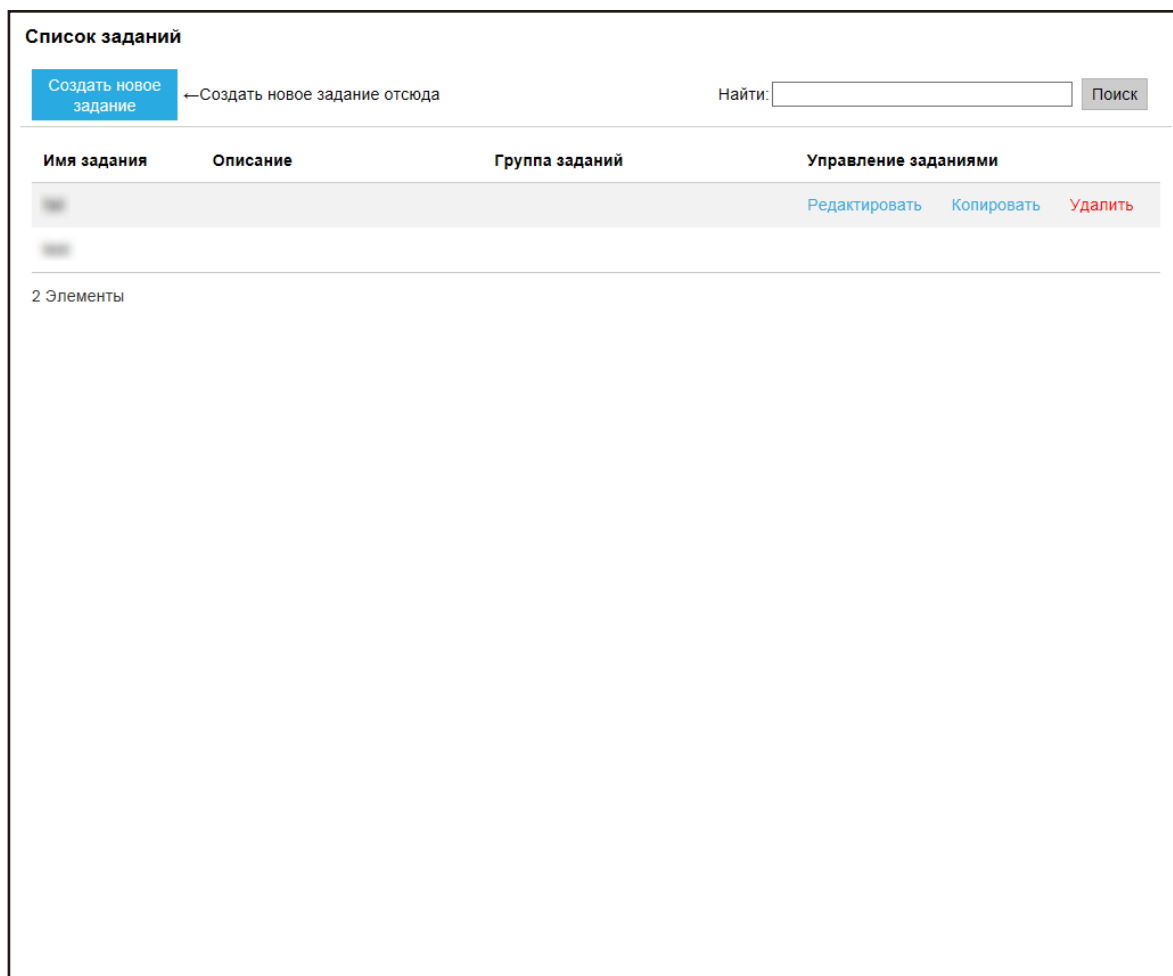 Список заданий
Создать новое
задание
←Создать новое задание отсюда
Найти:
Поиск
Имя задания Описание Группа заданий Управление заданиями
Редактировать Копировать Удалить
2 Элементы